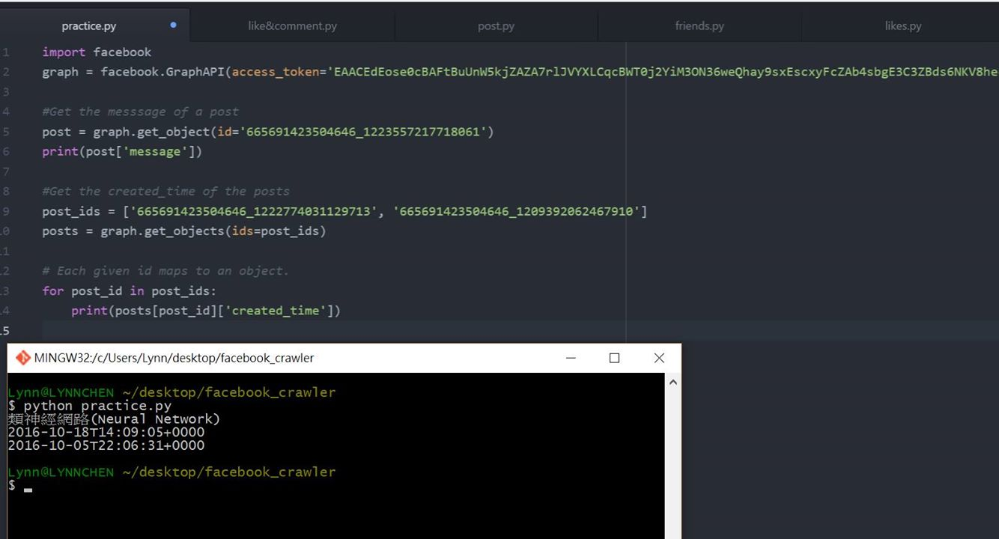 practice.py like&comment.py post.py friends.py likes.py
1 import facebook
2 graph = facebook.GraphAPI(access_token='EAACEdEose0cBAFtBuUnW5kjZAZA7rlJVYXLCqcBWT0j2YiM3ON36weQhay9sxEscxyFcZAb4sbgE3C3ZBds6NKV8he
3
4 #Get the messsage of a post
5 post = graph.get_object(id='665691423504646_1223557217718061')
6 print(post['message'])
7
8 #Get the created_time of the posts
9 post_ids = ['665691423504646_1222774031129713', '665691423504646_1209392062467910']
10 posts = graph.get_objects(ids=post_ids)
11
12 # Each given id maps to an object.
13 for post_id in post_ids:
14 print(posts[post_id]['created_time'])
15
MINGW32:/c/Users/Lynn/desktop/facebook_crawler
Lynn@LYNNCHEN ~/desktop/facebook_crawler
$ python practice.py
類神經網路(Neural Network)
2016-10-18T14:09:05+0000
2016-10-05T22:06:31+0000
Lynn@LYNNCHEN ~/desktop/facebook_crawler
$